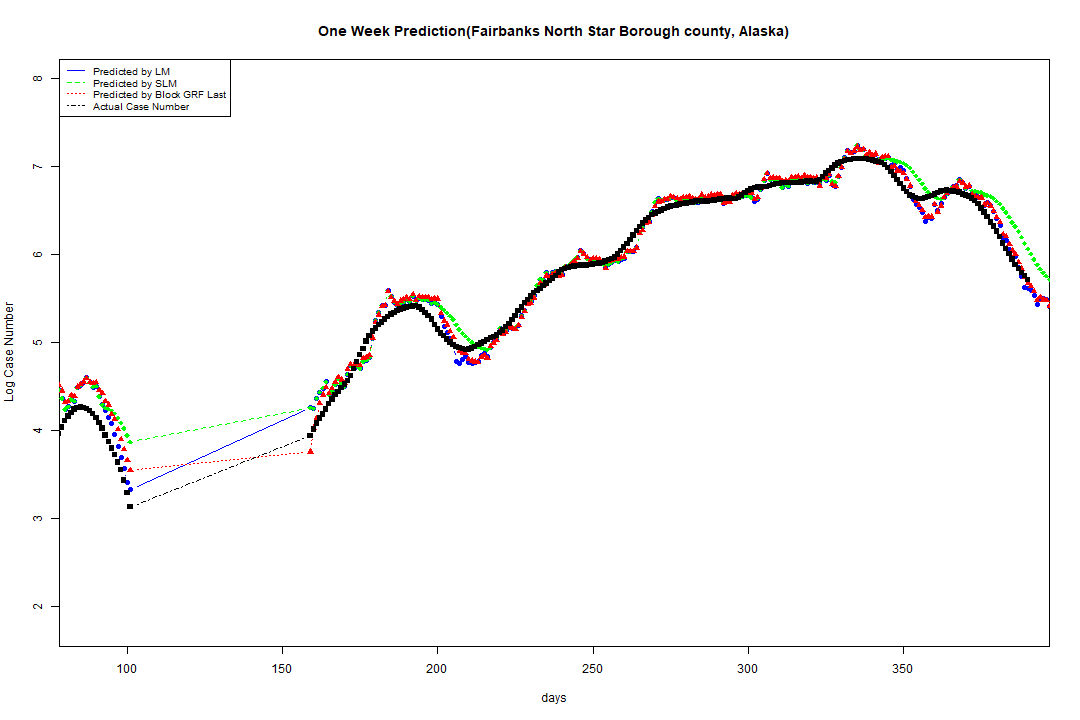 One Week Prediction(Fairbanks North Star Borough county, Alaska)
Predicted by LM
Predicted by SLM
Predicted by Block GRF Last
Actual Case Number
8
7
6
5
4
3
2
Log Case Number
100 150 200 250 300 350
days